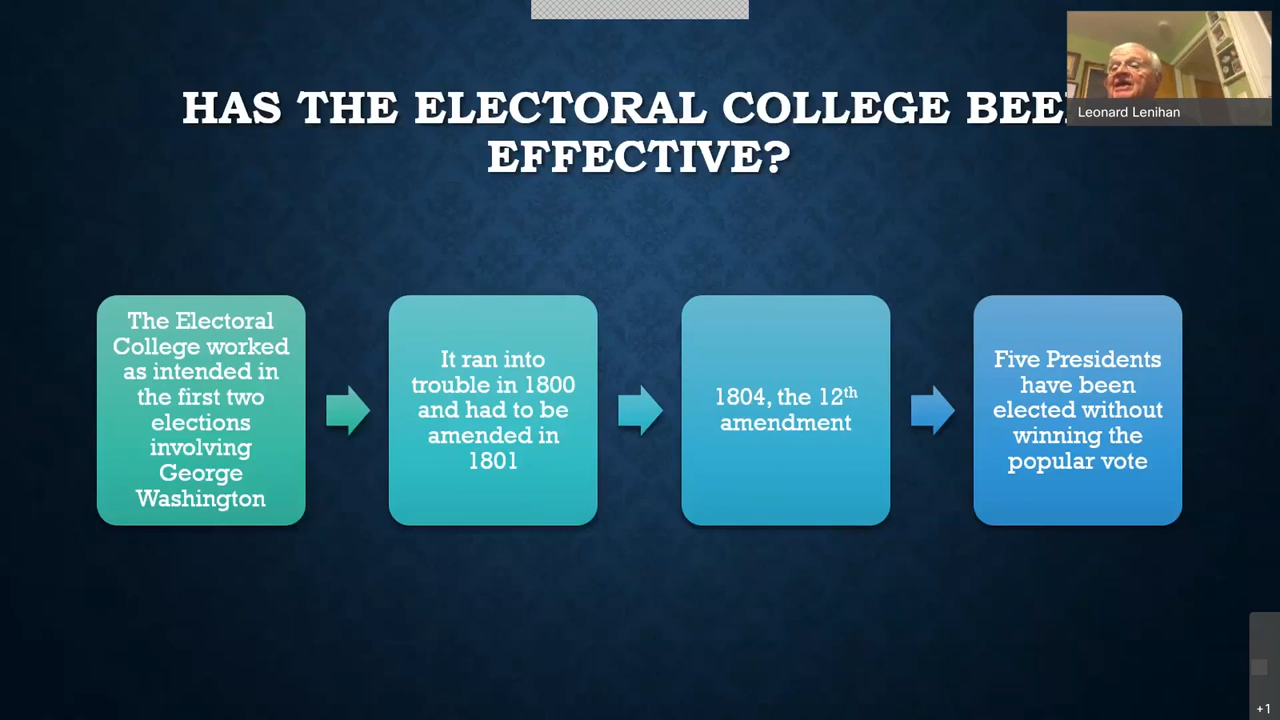 HAS THE ELECTORAL COLLEGE
EFFECTIVE?
Leonard Lenihan
The Electoral
College worked
as intended in
the first two
elections
involving
George
Washington
It ran into
trouble in 1800
and had to be
amended in
1801
1804, the 12th
amendment
Five Presidents
have been
elected without
winning the
popular vote
+1